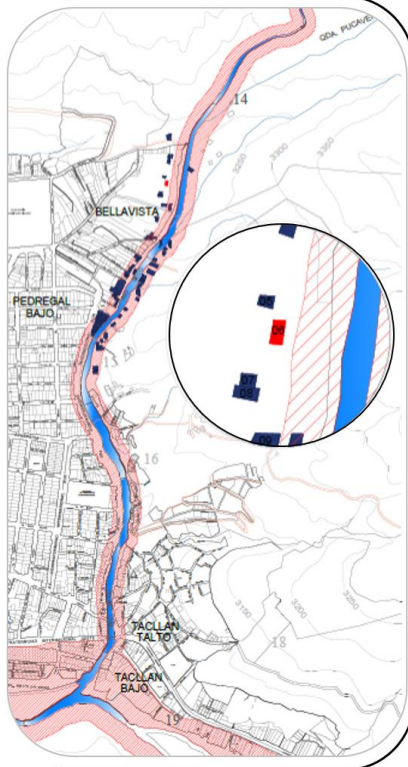 QDA. PUCAVE
14
3250
3300
3350
BELLAVISTA
PEDREGAL
BAJO
05
06
07
08
09
16
3150
3200
3250
TACLLAN
TALTO
18
TACLLAN
BAJO
19